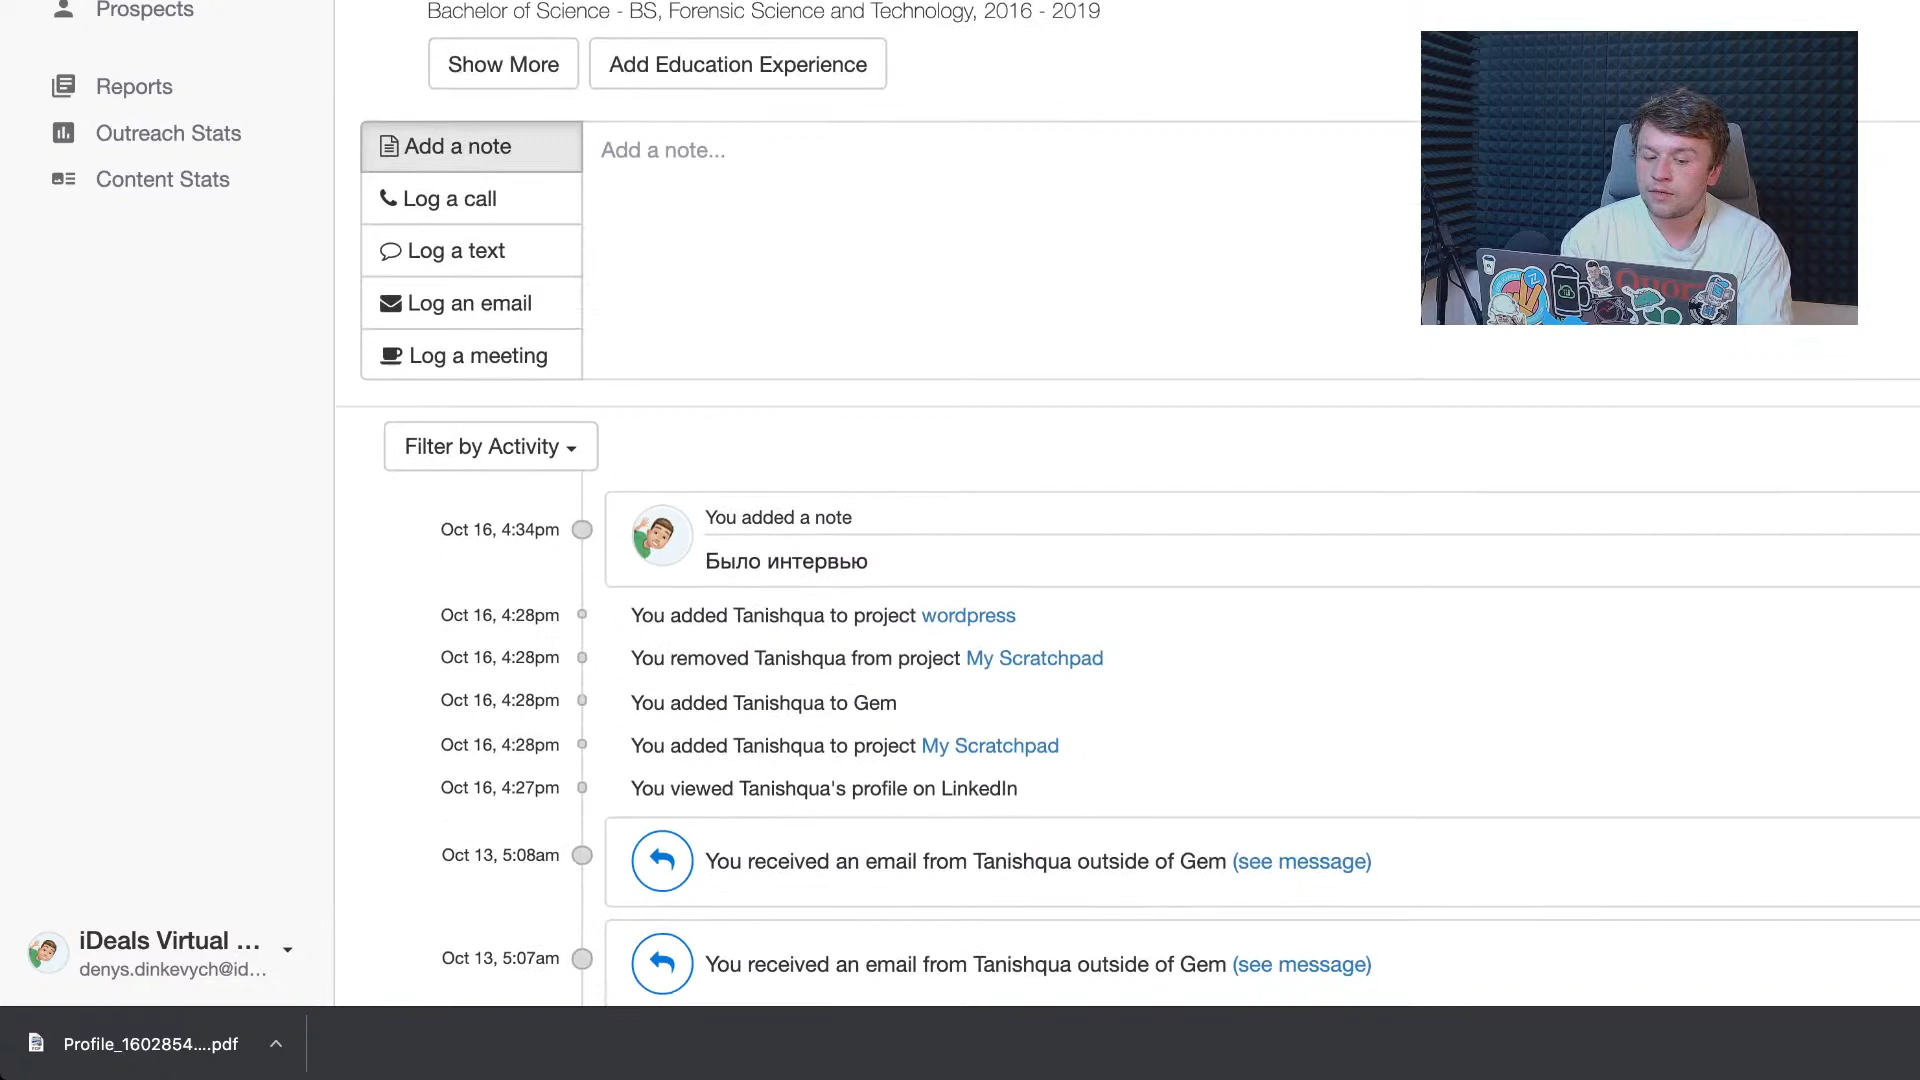 Prospects
Reports
Outreach Stats
Content Stats
Bachelor of Science - BS, Forensic Science and Technology, 2016 - 2019
Show More
Add Education Experience
Add a note
Add a note...
Log a call
Log a text
Log an email
Log a meeting
Filter by Activity
Oct 16, 4:34pm
You added a note
Было интервью
Oct 16, 4:28pm
You added Tanishqua to project wordpress
Oct 16, 4:28pm
You removed Tanishqua from project My Scratchpad
Oct 16, 4:28pm
You added Tanishqua to Gem
Oct 16, 4:28pm
You added Tanishqua to project My Scratchpad
Oct 16, 4:27pm
You viewed Tanishqua's profile on LinkedIn
Oct 13, 5:08am
You received an email from Tanishqua outside of Gem (see message)
Oct 13, 5:07am
You received an email from Tanishqua outside of Gem (see message)
iDeals Virtual ...
denys.dinkevych@id...
Profile_1602854....pdf